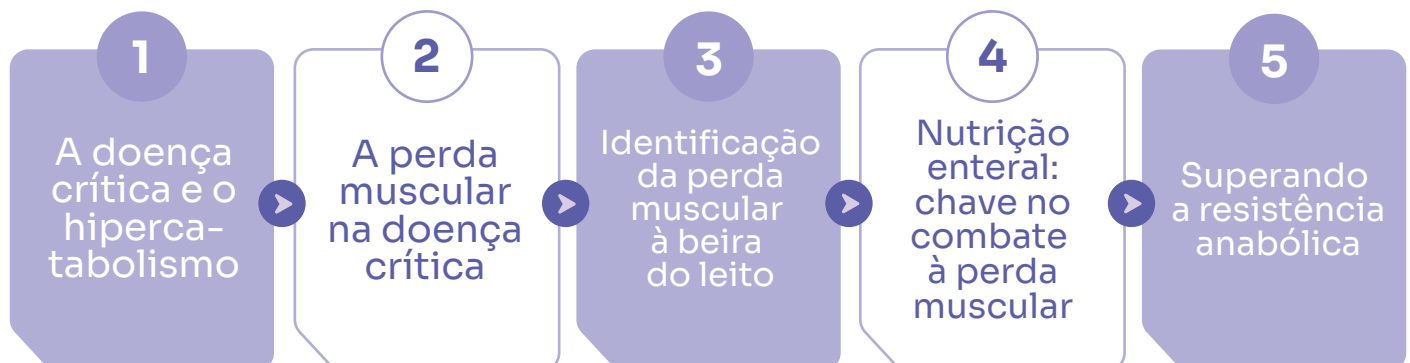 1
A doença
crítica e o
hiperca-
tabolismo
2
A perda
muscular
na doença
crítica
3
Identificação
da perda
muscular
à beira
do leito
4
Nutrição
enteral:
chave no
combate
à perda
muscular
5
Superando
a resistência
anabólica